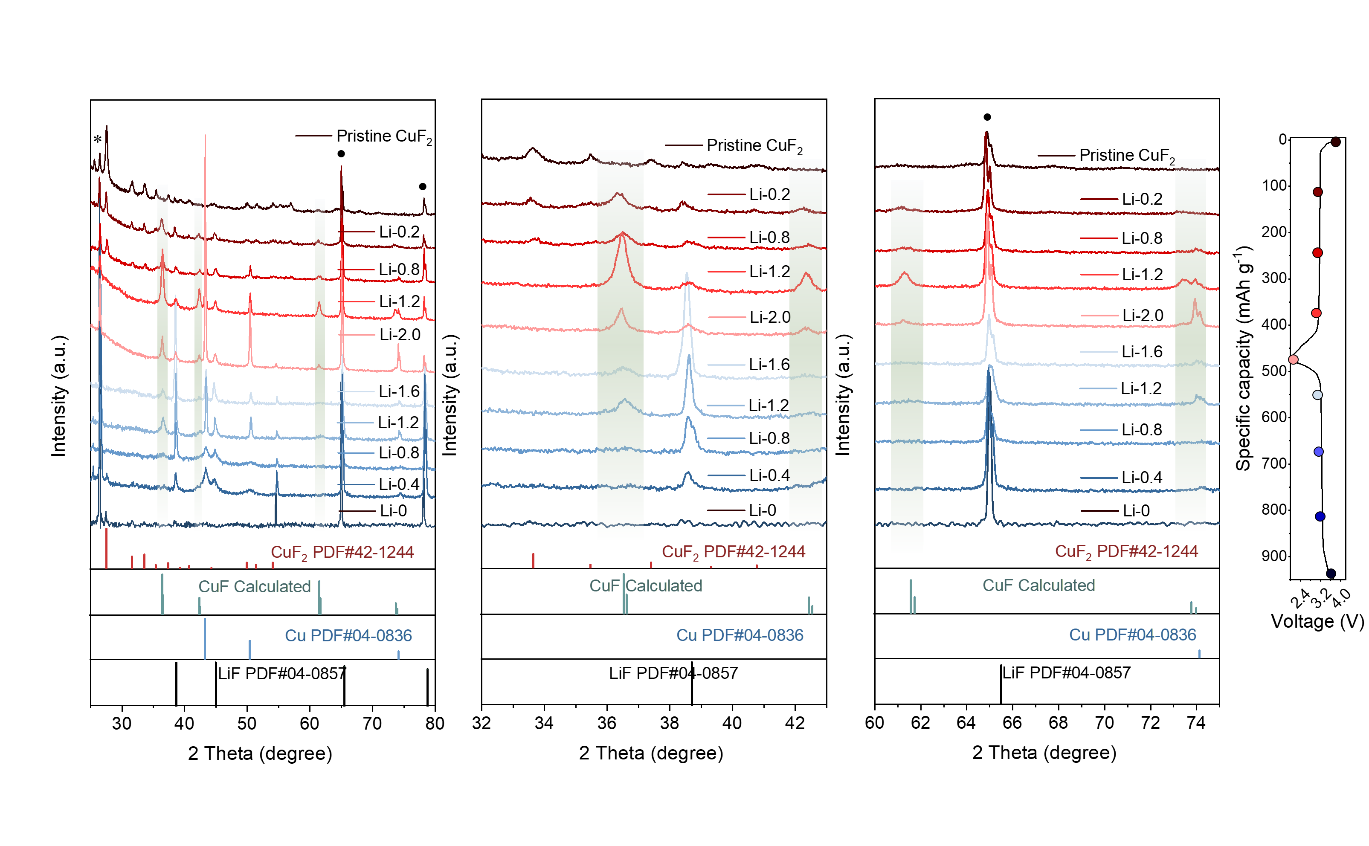 Intensity (a.u.)
*
●
●
Pristine CuF₂
Li-0.2
Li-0.8
Li-1.2
Li-2.0
Li-1.6
Li-1.2
Li-0.8
Li-0.4
Li-0
CuF₂ PDF#42-1244
CuF Calculated
Cu PDF#04-0836
LiF PDF#04-0857
30 40 50 60 70 80
2 Theta (degree)
Intensity (a.u.)
Pristine CuF₂
Li-0.2
Li-0.8
Li-1.2
Li-2.0
Li-1.6
Li-1.2
Li-0.8
Li-0.4
Li-0
CuF₂ PDF#42-1244
CuF Calculated
Cu PDF#04-0836
LiF PDF#04-0857
32 34 36 38 40 42
2 Theta (degree)
Intensity (a.u.)
●
Pristine CuF₂
Li-0.2
Li-0.8
Li-1.2
Li-2.0
Li-1.6
Li-1.2
Li-0.8
Li-0.4
Li-0
CuF₂ PDF#42-1244
CuF Calculated
Cu PDF#04-0836
LiF PDF#04-0857
60 62 64 66 68 70 72 74
2 Theta (degree)
Specific capacity (mAh g⁻¹)
0
100
200
300
400
500
600
700
800
900
2.4 3.2 4.0
Voltage (V)